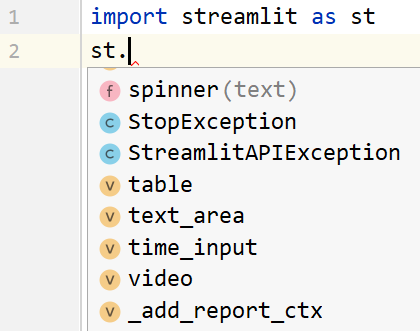 1 import streamlit as st
2 st.
f spinner(text)
C StopException
C StreamlitAPIException
V table
V text_area
V time_input
V video
V _add_report_ctx